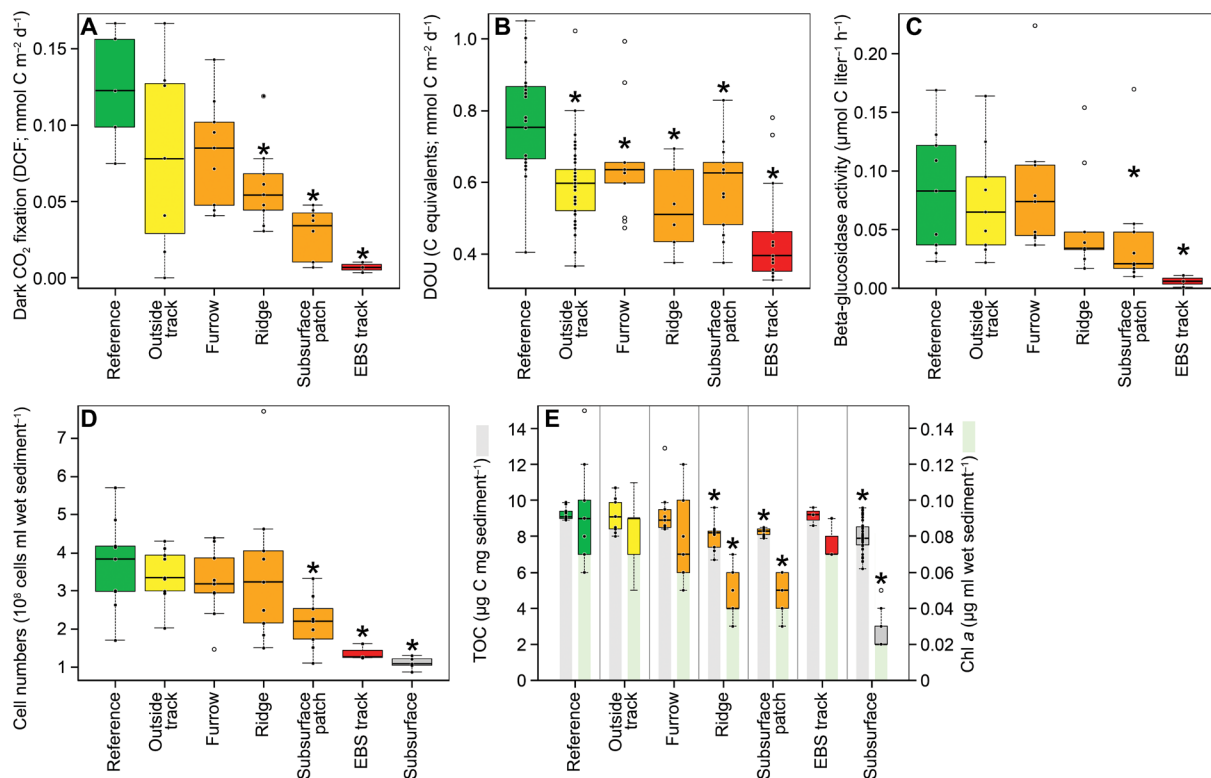 A
Dark CO₂ fixation (DCF; mmol C m⁻² d⁻¹)
0.15
0.10
0.05
0.00
*
*
*
Reference
Outside
track
Furrow
Ridge
Subsurface
patch
EBS track
B
DOU (C equivalents; mmol C m⁻² d⁻¹)
1.0
0.8
0.6
0.4
*
*
*
*
*
Reference
Outside
track
Furrow
Ridge
Subsurface
patch
EBS track
C
Beta-glucosidase activity (μmol C liter⁻¹ h⁻¹)
0.20
0.15
0.10
0.05
0.00
*
*
Reference
Outside
track
Furrow
Ridge
Subsurface
patch
EBS track
D
Cell numbers (10⁸ cells ml wet sediment⁻¹)
7
6
5
4
3
2
1
*
*
*
Reference
Outside
track
Furrow
Ridge
Subsurface
patch
EBS track
Subsurface
E
TOC (μg C mg sediment⁻¹)
14
12
10
8
6
4
2
0
*
*
*
*
*
*
Reference
Outside
track
Furrow
Ridge
Subsurface
patch
EBS track
Subsurface
0.14
0.12
0.10
0.08
0.06
0.04
0.02
0
Chl a (μg ml wet sediment⁻¹)